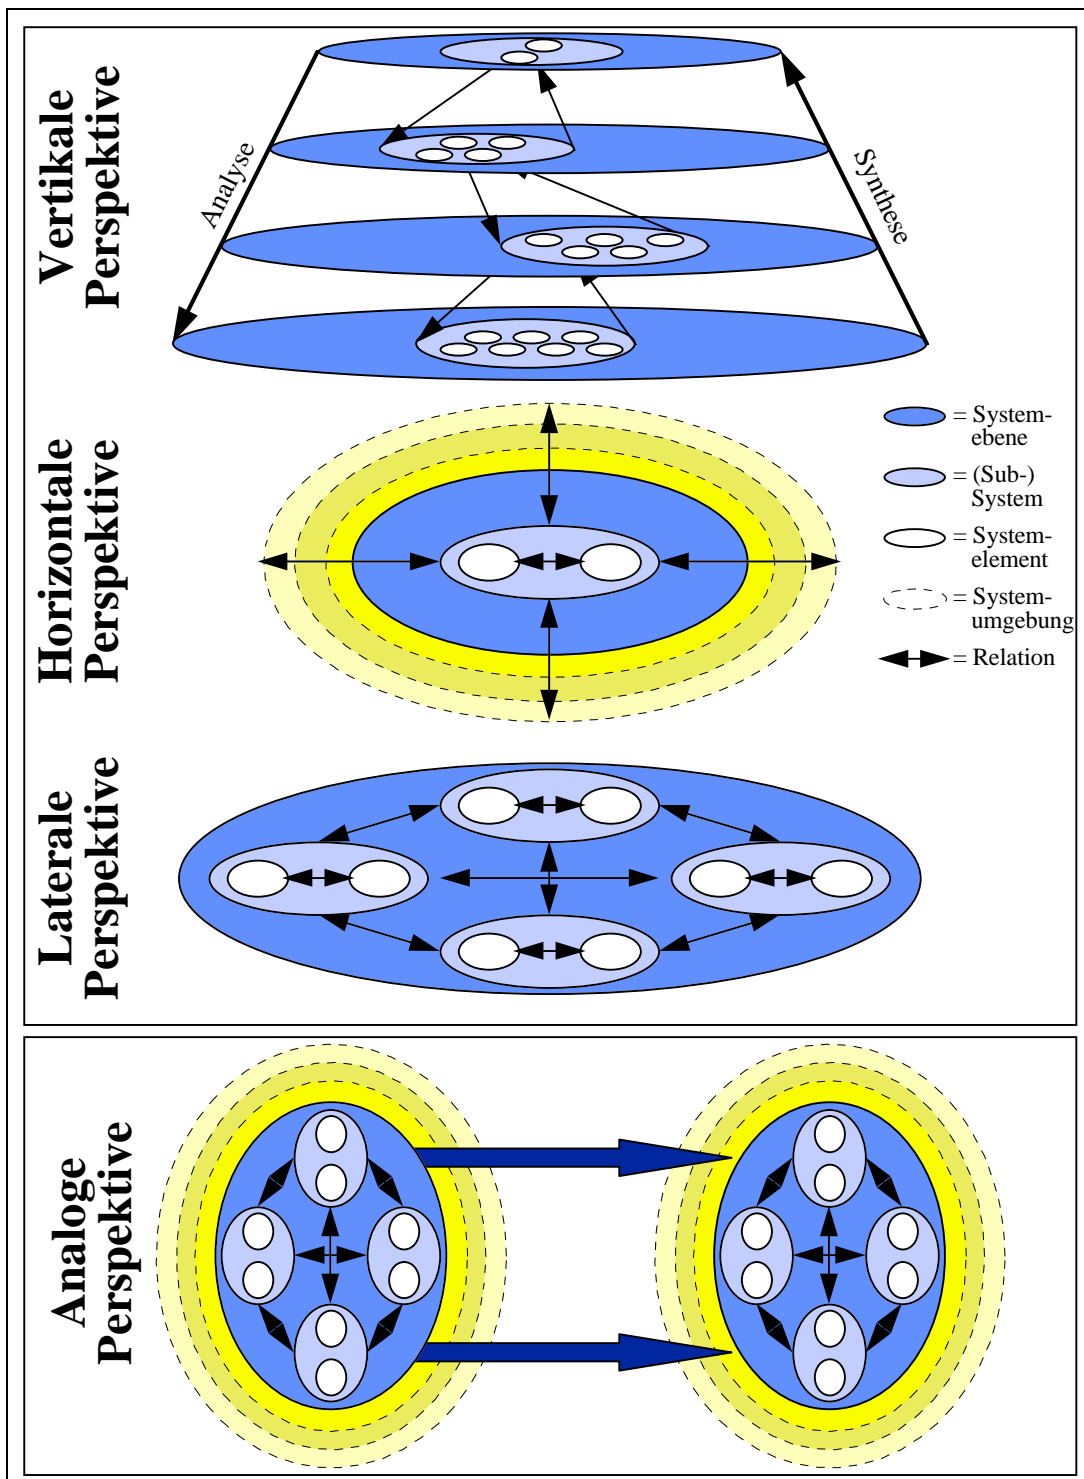 Vertikale
Perspektive
Analyse
Synthese
Horizontale
Perspektive
= System-
ebene
= (Sub-)
System
= System-
element
= System-
umgebung
= Relation
Laterale
Perspektive
Analoge
Perspektive